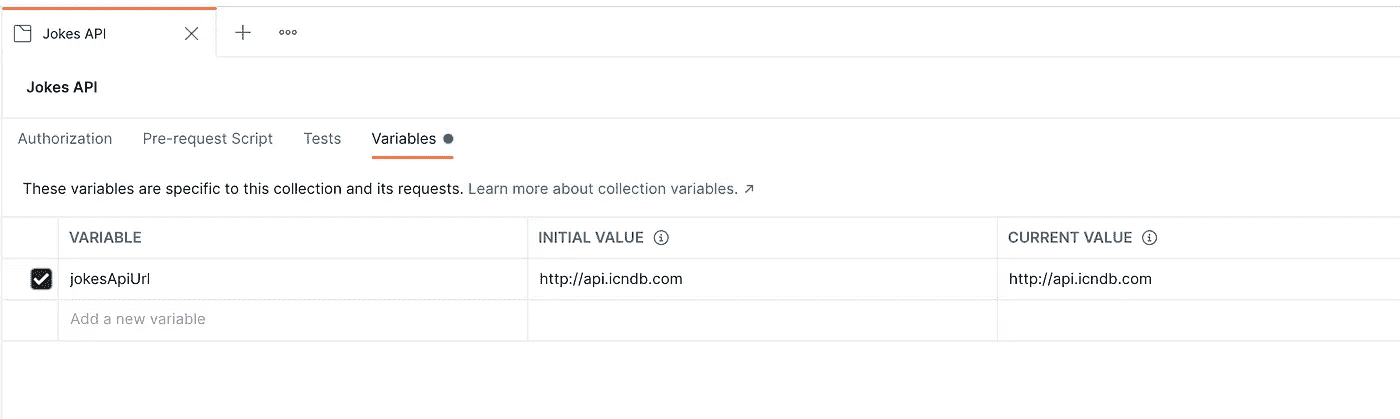 Jokes API
Jokes API
Authorization Pre-request Script Tests Variables
These variables are specific to this collection and its requests. Learn more about collection variables. ↗
VARIABLE INITIAL VALUE CURRENT VALUE
jokesApiUrl http://api.icndb.com http://api.icndb.com
Add a new variable